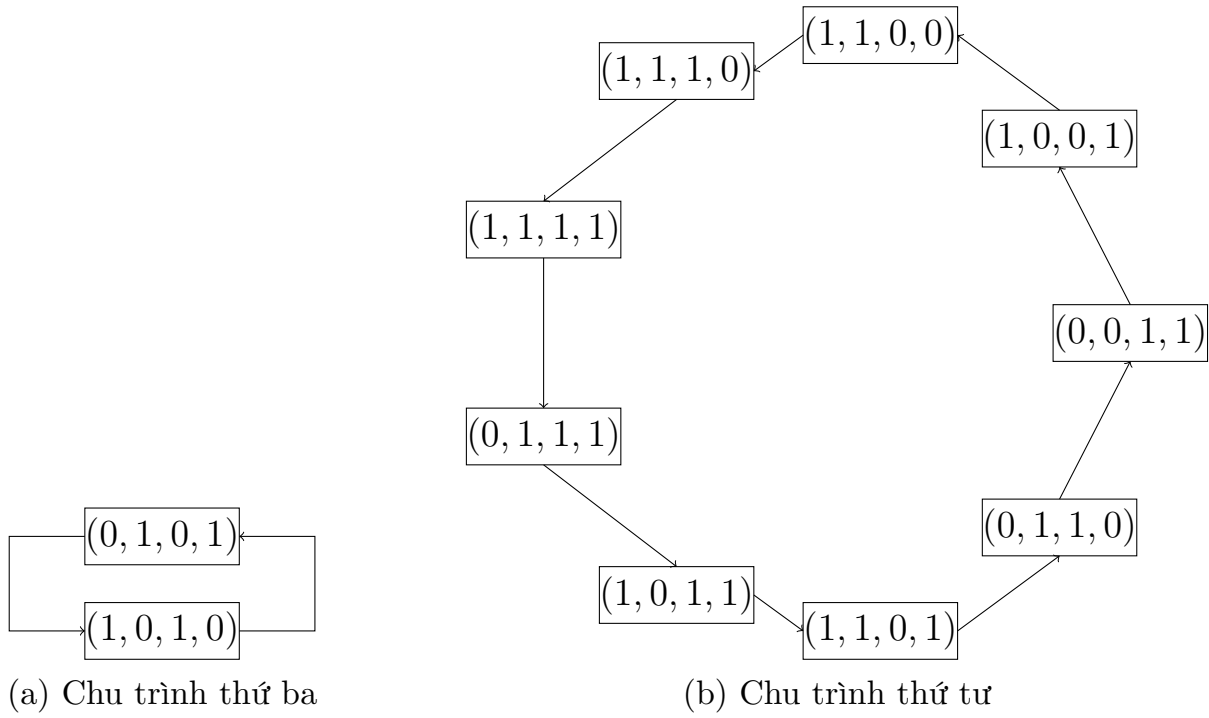 (0, 1, 0, 1)
(1, 0, 1, 0)
(a) Chu trình thứ ba
(1, 1, 0, 0)
(1, 1, 1, 0)
(1, 0, 0, 1)
(1, 1, 1, 1)
(0, 0, 1, 1)
(0, 1, 1, 1)
(0, 1, 1, 0)
(1, 0, 1, 1)
(1, 1, 0, 1)
(b) Chu trình thứ tư